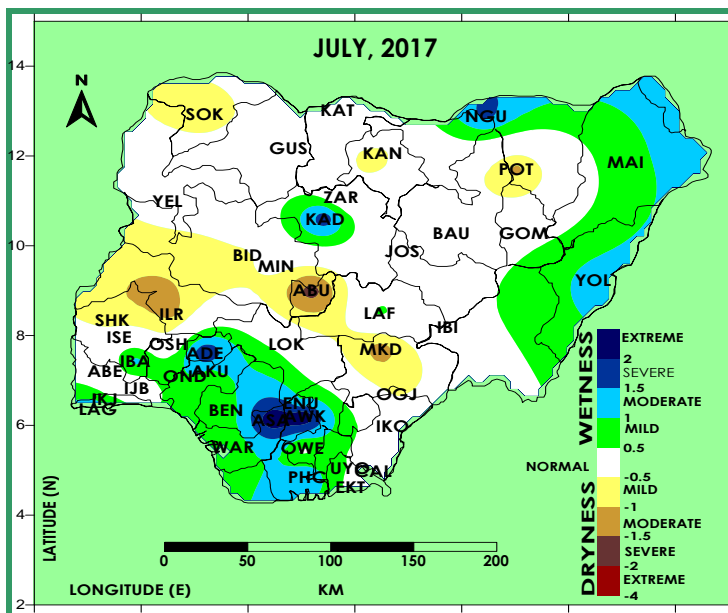 JULY, 2017
14
N
SOK
KAT
NGU
GUS
KAN
12
POT
MAI
YEL
ZAR
KAD
BAU
GOM
10
BID
MIN
JOS
ABU
YOL
SHK
ILR
LAF
IBI
8
ISE
OSH
LOK
MKD
IBA
ADE
ABE
OND
AKU
IJB
OGJ
IKJ
LAG
BEN
ENU
ASA
AWK
6
IKO
WAR
OWE
UYO
CAL
PHC
EKT
4
2
LATITUDE (N)
LONGITUDE (E)
0
50
100
150
200
KM
WETNESS
EXTREME
2
SEVERE
1.5
MODERATE
1
MILD
0.5
NORMAL
-0.5
MILD
-1
MODERATE
-1.5
SEVERE
-2
EXTREME
-4
DRYNESS